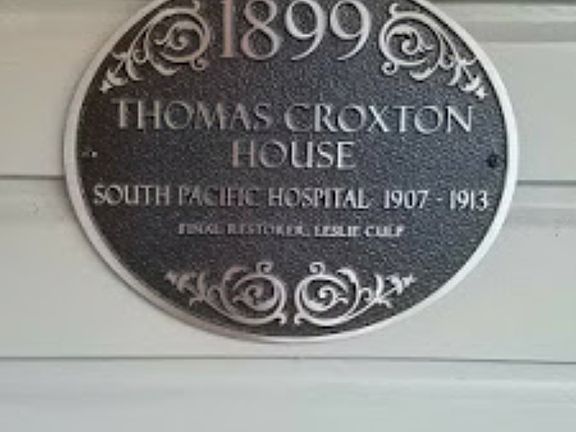 1899
THOMAS CROXTON
HOUSE
SOUTH PACIFIC HOSPITAL 1907 - 1913
FINAL RESTORER, LESLIE CULP